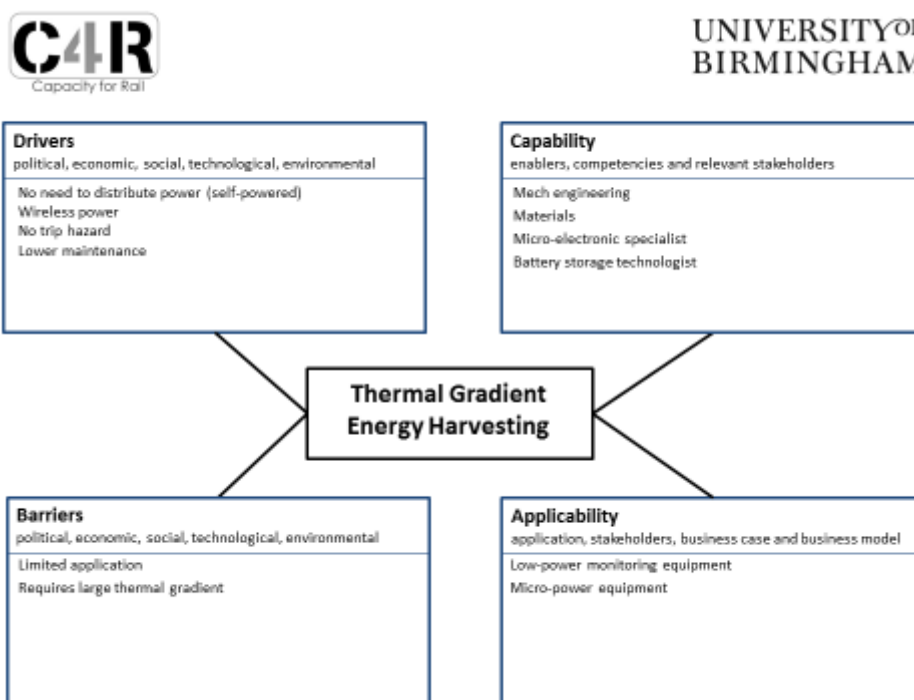 C4R
Capacity for Rail
UNIVERSITY OF
BIRMINGHAM
Drivers
political, economic, social, technological, environmental
No need to distribute power (self-powered)
Wireless power
No trip hazard
Lower maintenance
Capability
enablers, competencies and relevant stakeholders
Mech engineering
Materials
Micro-electronic specialist
Battery storage technologist
Thermal Gradient
Energy Harvesting
Barriers
political, economic, social, technological, environmental
Limited application
Requires large thermal gradient
Applicability
application, stakeholders, business case and business model
Low-power monitoring equipment
Micro-power equipment